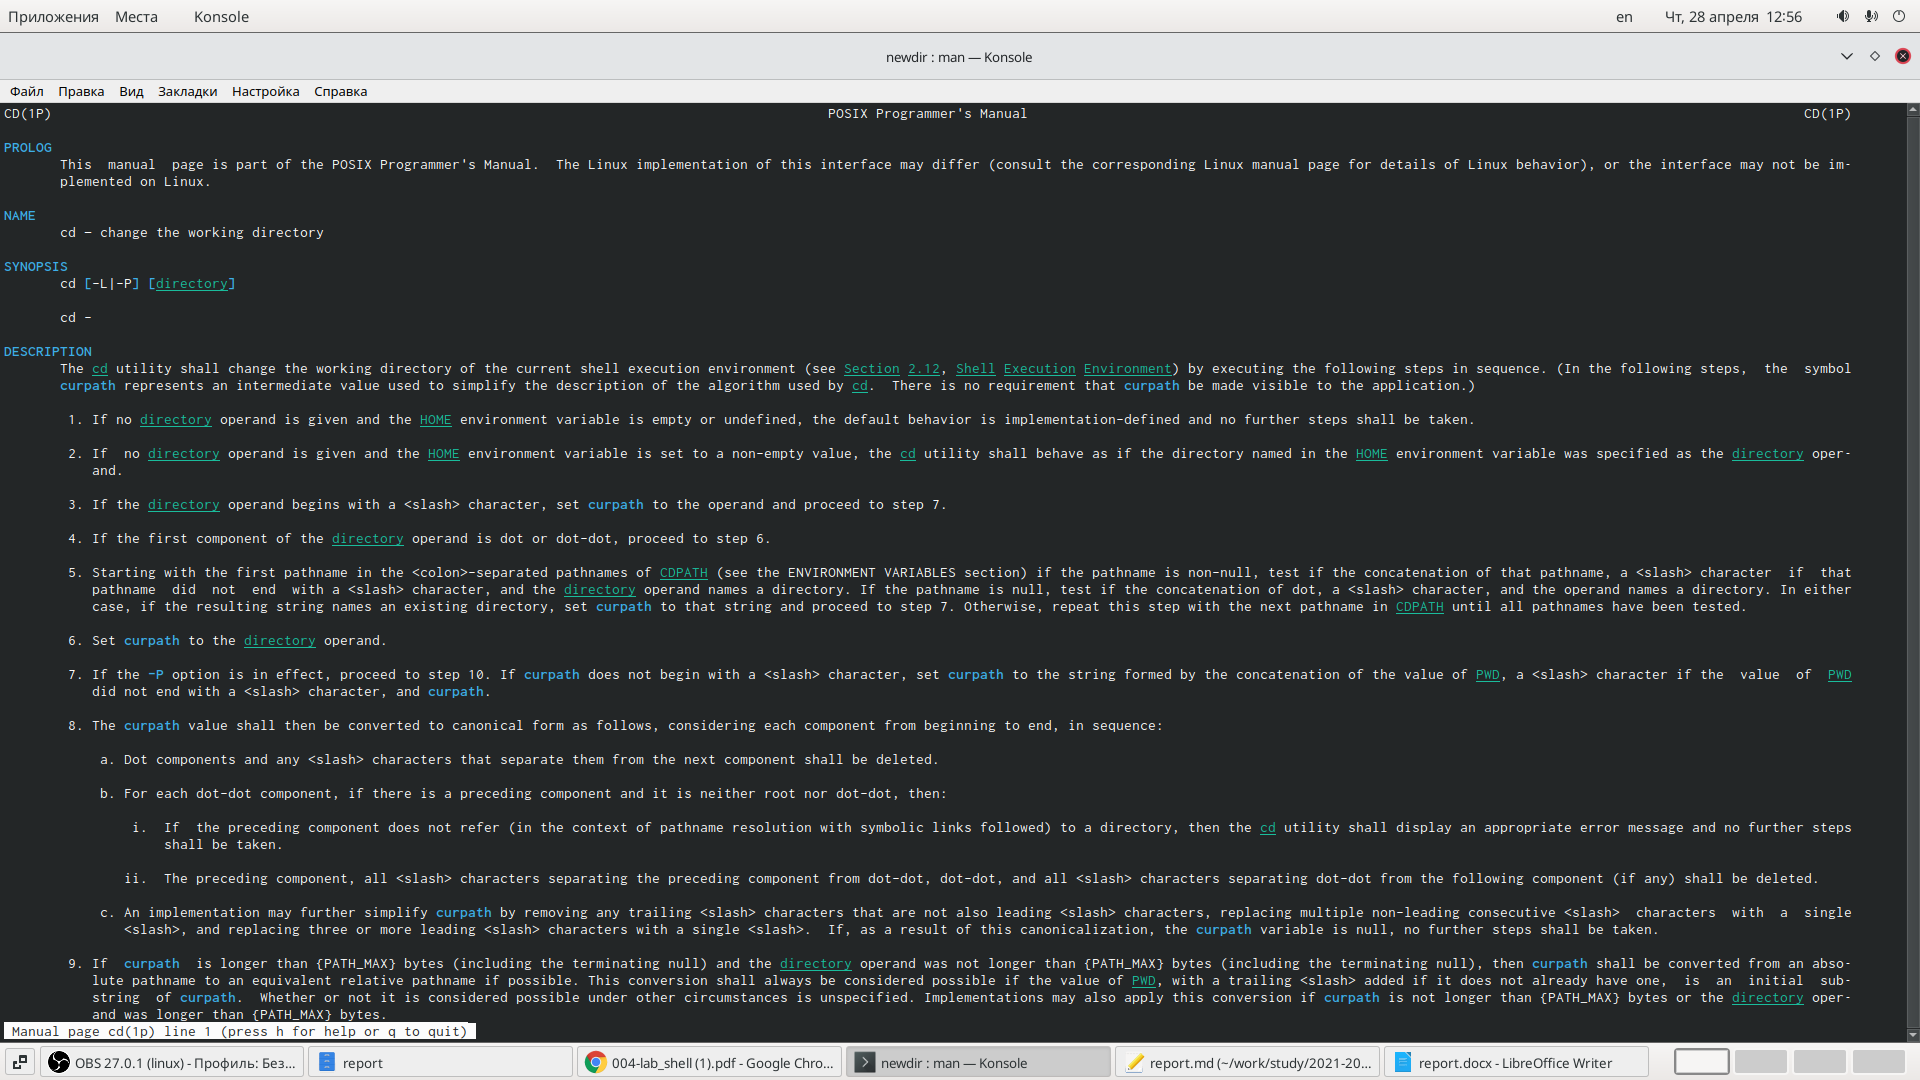 Приложения Места Konsole en Чт, 28 апреля 12:56
newdir : man — Konsole
Файл Правка Вид Закладки Настройка Справка
CD(1P) POSIX Programmer's Manual CD(1P)
PROLOG
This manual page is part of the POSIX Programmer's Manual. The Linux implementation of this interface may differ (consult the corresponding Linux manual page for details of Linux behavior), or the interface may not be im-
plemented on Linux.
NAME
cd - change the working directory
SYNOPSIS
cd [-L|-P] [directory]
cd -
DESCRIPTION
The cd utility shall change the working directory of the current shell execution environment (see Section 2.12, Shell Execution Environment) by executing the following steps in sequence. (In the following steps, the symbol
curpath represents an intermediate value used to simplify the description of the algorithm used by cd. There is no requirement that curpath be made visible to the application.)
1. If no directory operand is given and the HOME environment variable is empty or undefined, the default behavior is implementation-defined and no further steps shall be taken.
2. If no directory operand is given and the HOME environment variable is set to a non-empty value, the cd utility shall behave as if the directory named in the HOME environment variable was specified as the directory oper-
and.
3. If the directory operand begins with a <slash> character, set curpath to the operand and proceed to step 7.
4. If the first component of the directory operand is dot or dot-dot, proceed to step 6.
5. Starting with the first pathname in the <colon>-separated pathnames of CDPATH (see the ENVIRONMENT VARIABLES section) if the pathname is non-null, test if the concatenation of that pathname, a <slash> character if that
pathname did not end with a <slash> character, and the directory operand names a directory. If the pathname is null, test if the concatenation of dot, a <slash> character, and the operand names a directory. In either
case, if the resulting string names an existing directory, set curpath to that string and proceed to step 7. Otherwise, repeat this step with the next pathname in CDPATH until all pathnames have been tested.
6. Set curpath to the directory operand.
7. If the -P option is in effect, proceed to step 10. If curpath does not begin with a <slash> character, set curpath to the string formed by the concatenation of the value of PWD, a <slash> character if the value of PWD
did not end with a <slash> character, and curpath.
8. The curpath value shall then be converted to canonical form as follows, considering each component from beginning to end, in sequence:
a. Dot components and any <slash> characters that separate them from the next component shall be deleted.
b. For each dot-dot component, if there is a preceding component and it is neither root nor dot-dot, then:
i. If the preceding component does not refer (in the context of pathname resolution with symbolic links followed) to a directory, then the cd utility shall display an appropriate error message and no further steps
shall be taken.
ii. The preceding component, all <slash> characters separating the preceding component from dot-dot, dot-dot, and all <slash> characters separating dot-dot from the following component (if any) shall be deleted.
c. An implementation may further simplify curpath by removing any trailing <slash> characters that are not also leading <slash> characters, replacing multiple non-leading consecutive <slash> characters with a single
<slash>, and replacing three or more leading <slash> characters with a single <slash>. If, as a result of this canonicalization, the curpath variable is null, no further steps shall be taken.
9. If curpath is longer than {PATH_MAX} bytes (including the terminating null) and the directory operand was not longer than {PATH_MAX} bytes (including the terminating null), then curpath shall be converted from an abso-
lute pathname to an equivalent relative pathname if possible. This conversion shall always be considered possible if the value of PWD, with a trailing <slash> added if it does not already have one, is an initial sub-
string of curpath. Whether or not it is considered possible under other circumstances is unspecified. Implementations may also apply this conversion if curpath is not longer than {PATH_MAX} bytes or the directory oper-
and was longer than {PATH_MAX} bytes.
Manual page cd(1p) line 1 (press h for help or q to quit)
OBS 27.0.1 (linux) - Профиль: Без... report 004-lab_shell (1).pdf - Google Chro... newdir : man — Konsole report.md (~/work/study/2021-20... report.docx - LibreOffice Writer